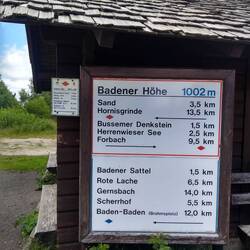 Badener Höhe 1002 m
Sand 3,5 km
Hornisgrinde 13,5 km
Bussemer Denkstein 1,5 km
Herrenwieser See 2,5 km
Forbach 9,5 km
Badener Sattel 1,5 km
Rote Lache 6,5 km
Gernsbach 14,0 km
Scherrhof 5,5 km
Baden-Baden (Brahmsplatz) 12,0 km